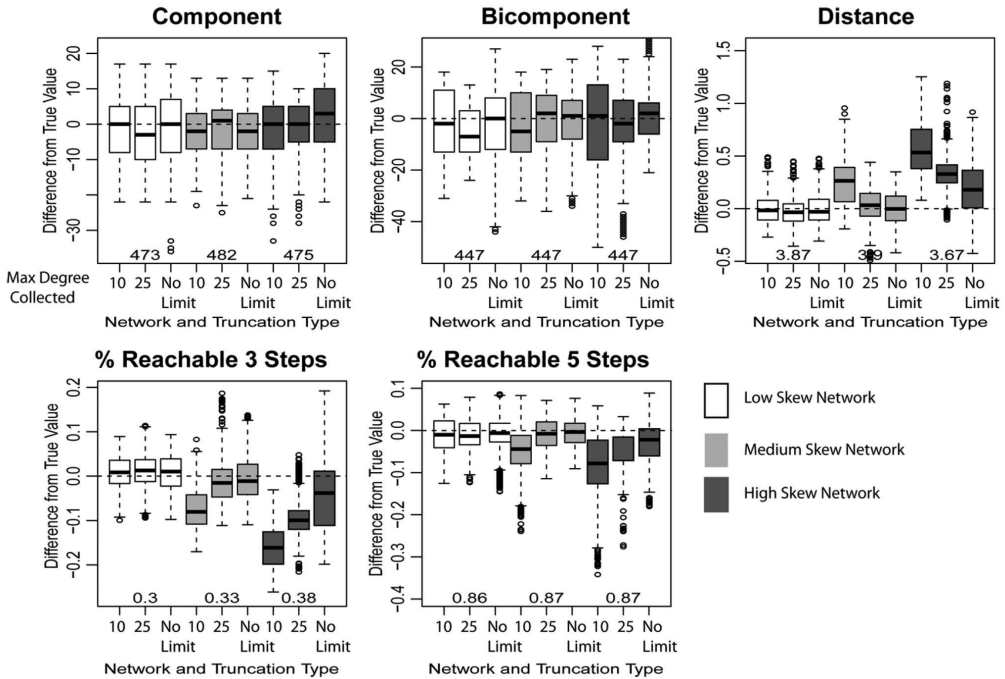 Component
Bicomponent
Distance
Difference from True Value
20
10
0
−10
−30
473
482
475
Max Degree
Collected
10 25 No Limit 10 25 No Limit 10 25 No Limit
Network and Truncation Type
Difference from True Value
20
0
20
−40
447
447
447
10 25 No Limit 10 25 No Limit 10 25 No Limit
Network and Truncation Type
Difference from True Value
1.5
1.0
0.5
0.0
−0.5
3.87
3.67
10 25 No Limit 10 25 No Limit 10 25 No Limit
Network and Truncation Type
% Reachable 3 Steps
% Reachable 5 Steps
Difference from True Value
0.2
0.1
0.0
−0.1
−0.2
0.3
0.33
0.38
10 25 No Limit 10 25 No Limit 10 25 No Limit
Network and Truncation Type
Difference from True Value
0.1
0.0
−0.1
−0.2
−0.3
−0.4
0.86
0.87
0.87
10 25 No Limit 10 25 No Limit 10 25 No Limit
Network and Truncation Type
Low Skew Network
Medium Skew Network
High Skew Network